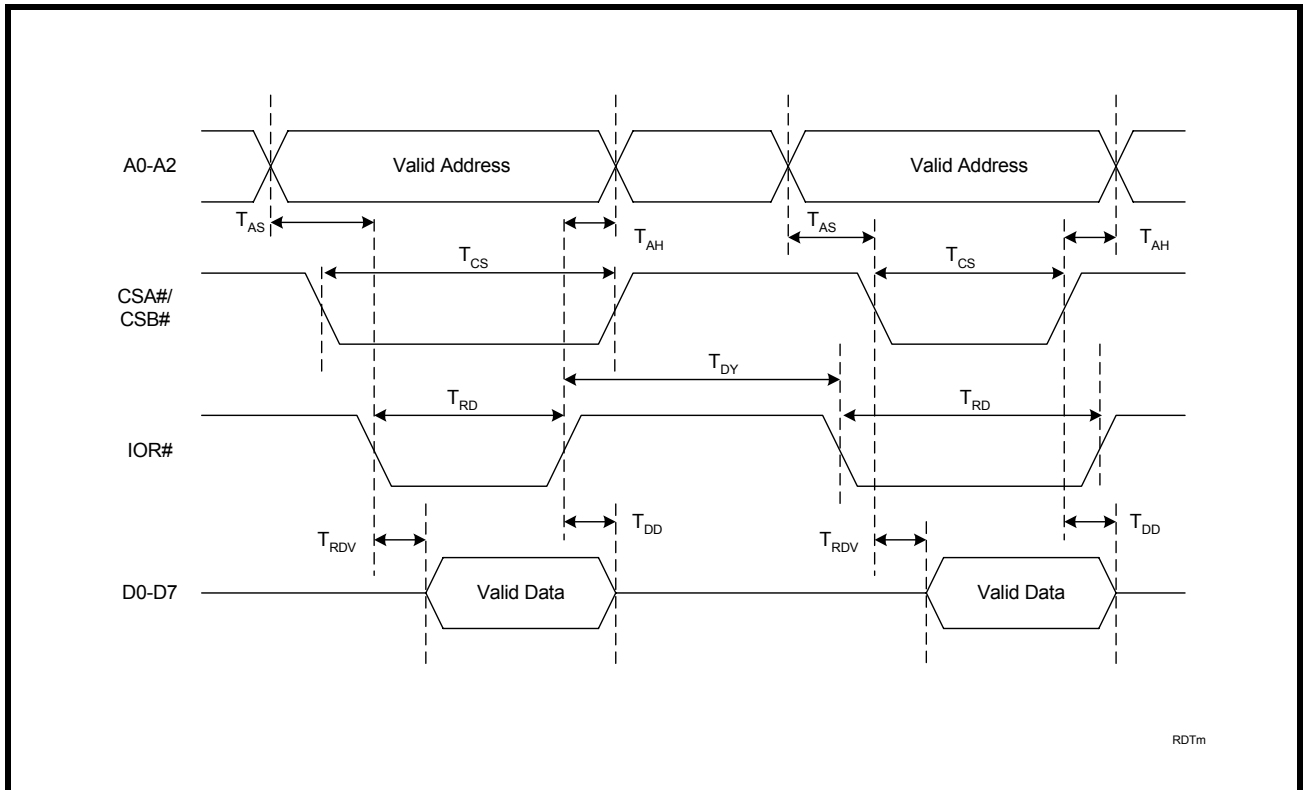 A0-A2
Valid Address
Valid Address
TAS
TAH
TAS
TAH
CSA#/
CSB#
TCS
TCS
TDY
IOR#
TRD
TRD
TRDV
TDD
TRDV
TDD
D0-D7
Valid Data
Valid Data
RDTm